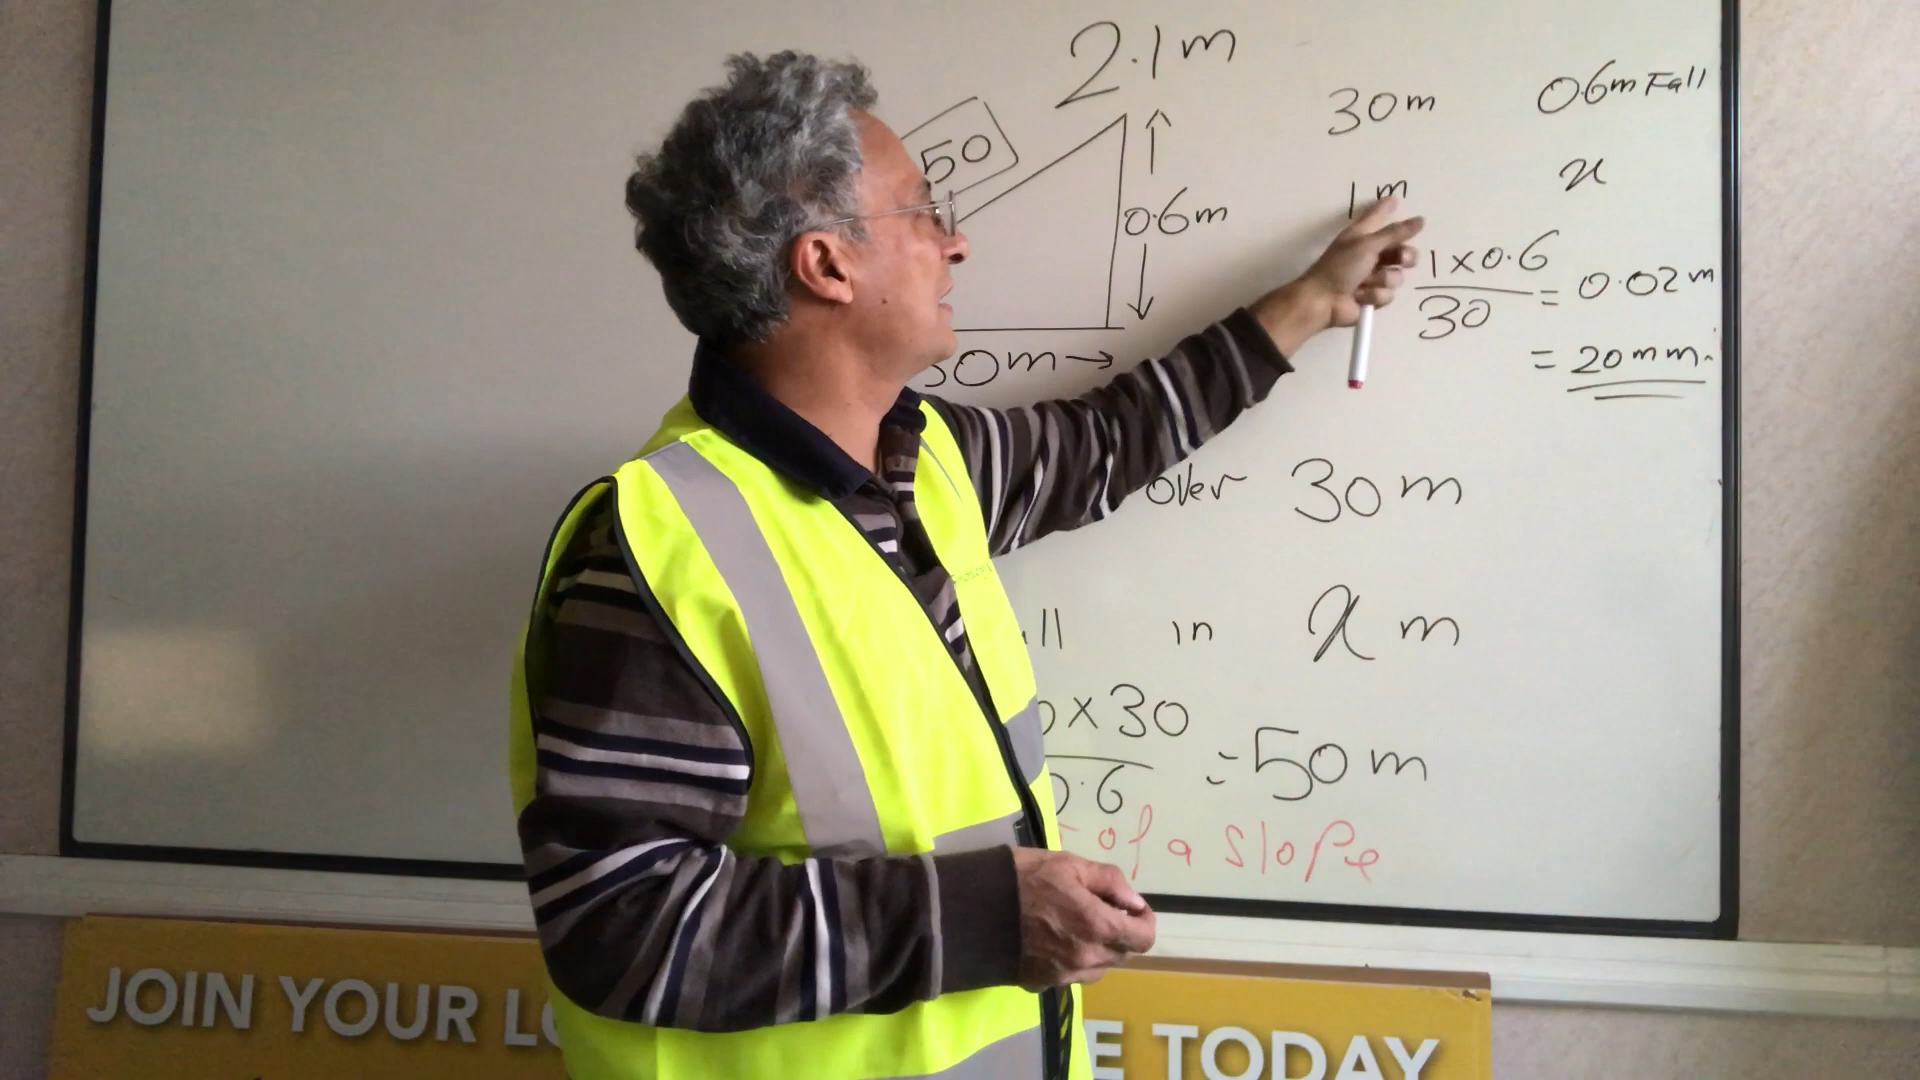 2.1m
50
0.6m
30m →
30m 0.6m Fall
1m x
1 x 0.6
30
= 0.02m
= 20mm.
over 30m
in x m
x 30
0.6
= 50m
of a slope
JOIN YOUR
TODAY